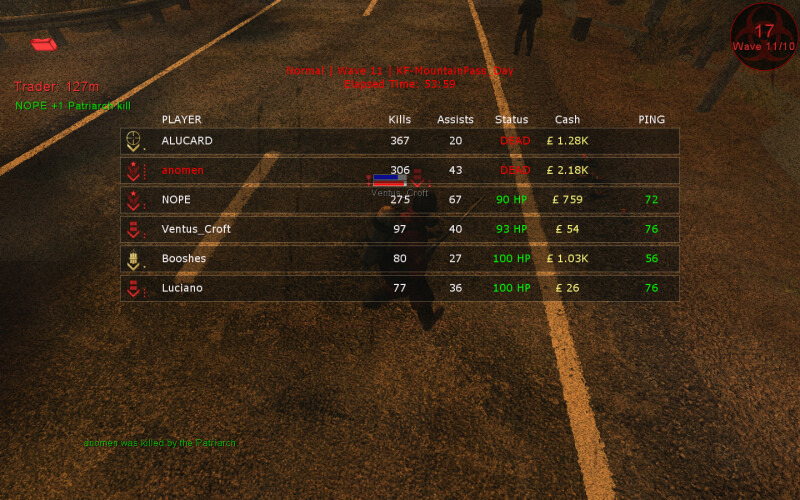 17
Wave 11/10
Normal | Wave 11 | KF-MountainPass-Day
Elapsed Time: 53:59
Trader: 127m
NOPE +1 Patriarch kill
PLAYER Kills Assists Status Cash PING
ALUCARD 367 20 DEAD £ 1.28K
anomen 306 43 DEAD £ 2.18K
NOPE 275 67 90 HP £ 759 72
Ventus_Croft
Ventus_Croft 97 40 93 HP £ 54 76
Booshes 80 27 100 HP £ 1.03K 56
Luciano 77 36 100 HP £ 26 76
anomen was killed by the Patriarch